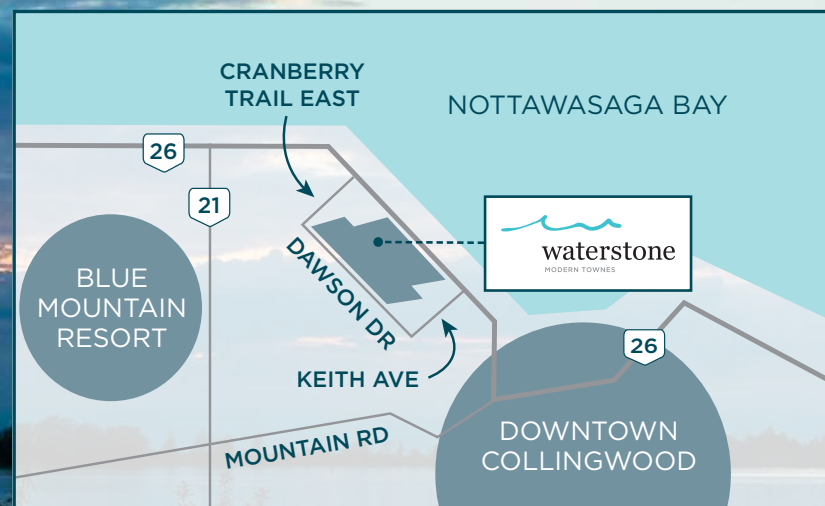 CRANBERRY
TRAIL EAST
NOTTAWASAGA BAY
26
21
waterstone
MODERN TOWNES
DAWSON DR
BLUE
MOUNTAIN
RESORT
26
KEITH AVE
MOUNTAIN RD
DOWNTOWN
COLLINGWOOD